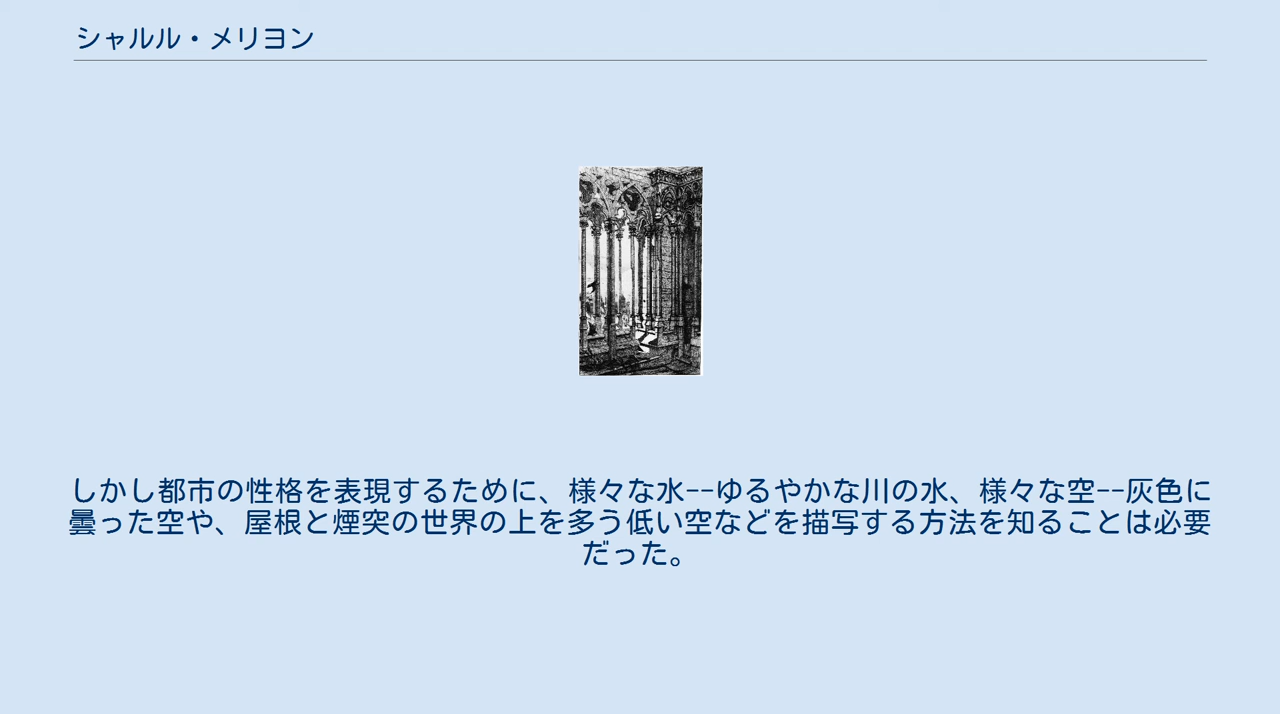 シャルル・メリヨン
しかし都市の性格を表現するために、様々な水--ゆるやかな川の水、様々な空--灰色に
曇った空や、屋根と煙突の世界の上を多う低い空などを描写する方法を知ることは必要
だった。